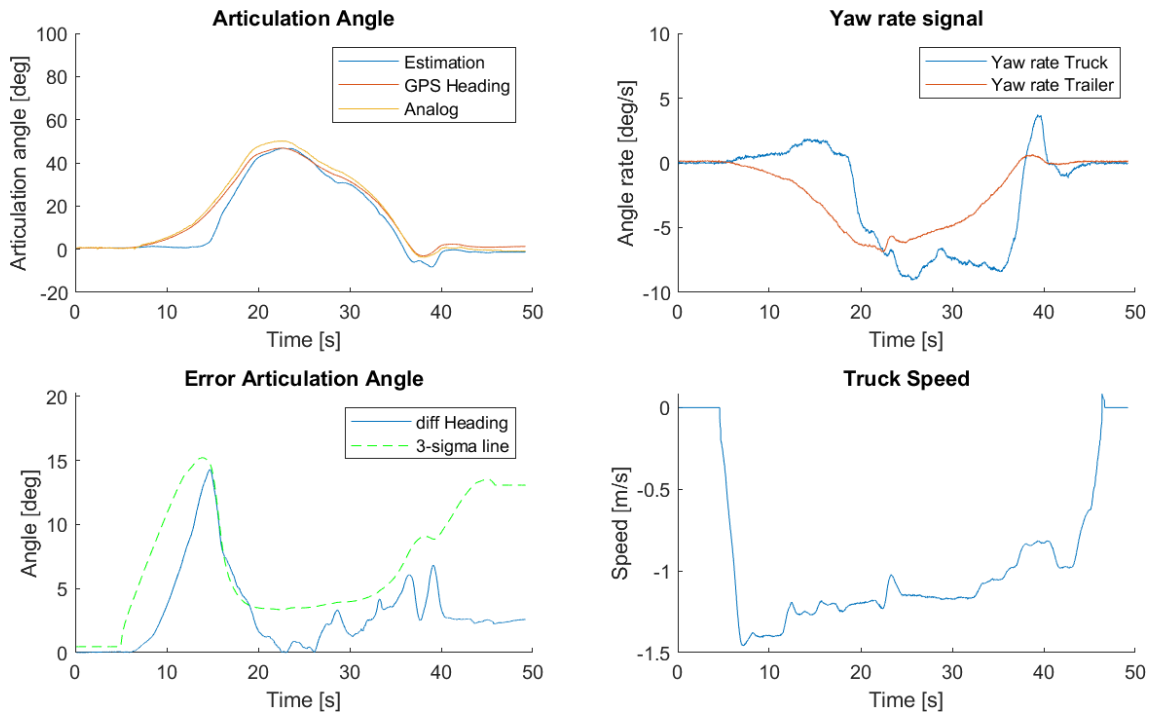 Articulation Angle
Articulation angle [deg]
100
80
60
40
20
0
-20
Estimation
GPS Heading
Analog
0 10 20 30 40 50
Time [s]
Yaw rate signal
Angle rate [deg/s]
10
5
0
-5
-10
Yaw rate Truck
Yaw rate Trailer
0 10 20 30 40 50
Time [s]
Error Articulation Angle
Angle [deg]
20
15
10
5
0
diff Heading
3-sigma line
0 10 20 30 40 50
Time [s]
Truck Speed
Speed [m/s]
0
-0.5
-1
-1.5
0 10 20 30 40 50
Time [s]